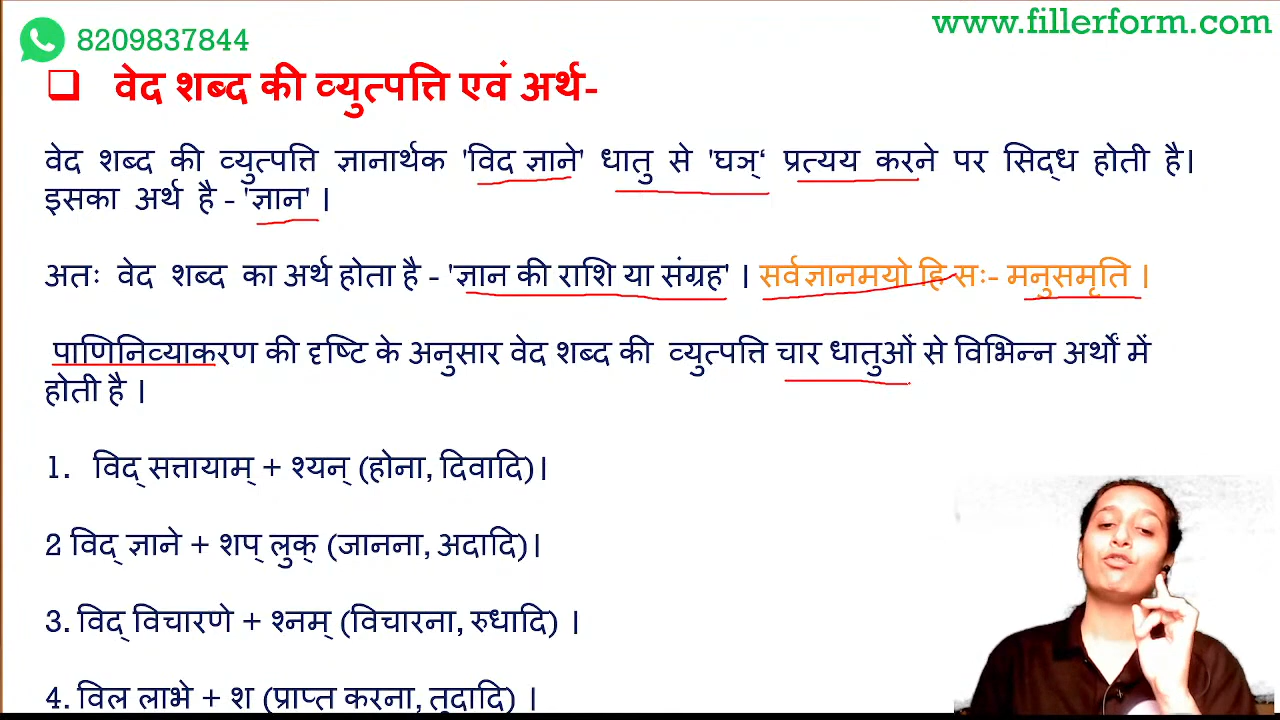 8209837844
www.fillerform.com
वेद शब्द की व्युत्पत्ति एवं अर्थ-
वेद शब्द की व्युत्पत्ति ज्ञानार्थक 'विद ज्ञाने' धातु से 'घञ्‘ प्रत्यय करने पर सिद्ध होती है।
इसका अर्थ है - 'ज्ञान' ।
अतः वेद शब्द का अर्थ होता है - 'ज्ञान की राशि या संग्रह' । सर्वज्ञानमयो हि सः- मनुसमृति ।
पाणिनिव्याकरण की दृष्टि के अनुसार वेद शब्द की व्युत्पत्ति चार धातुओं से विभिन्न अर्थों में
होती है ।
1. विद् सत्तायाम् + श्यन् (होना, दिवादि)।
2 विद् ज्ञाने + शप् लुक् (जानना, अदादि)।
3. विद् विचारणे + श्नम् (विचारना, रुधादि) ।
4. विल लाभे + श (प्राप्त करना, तुदादि) ।